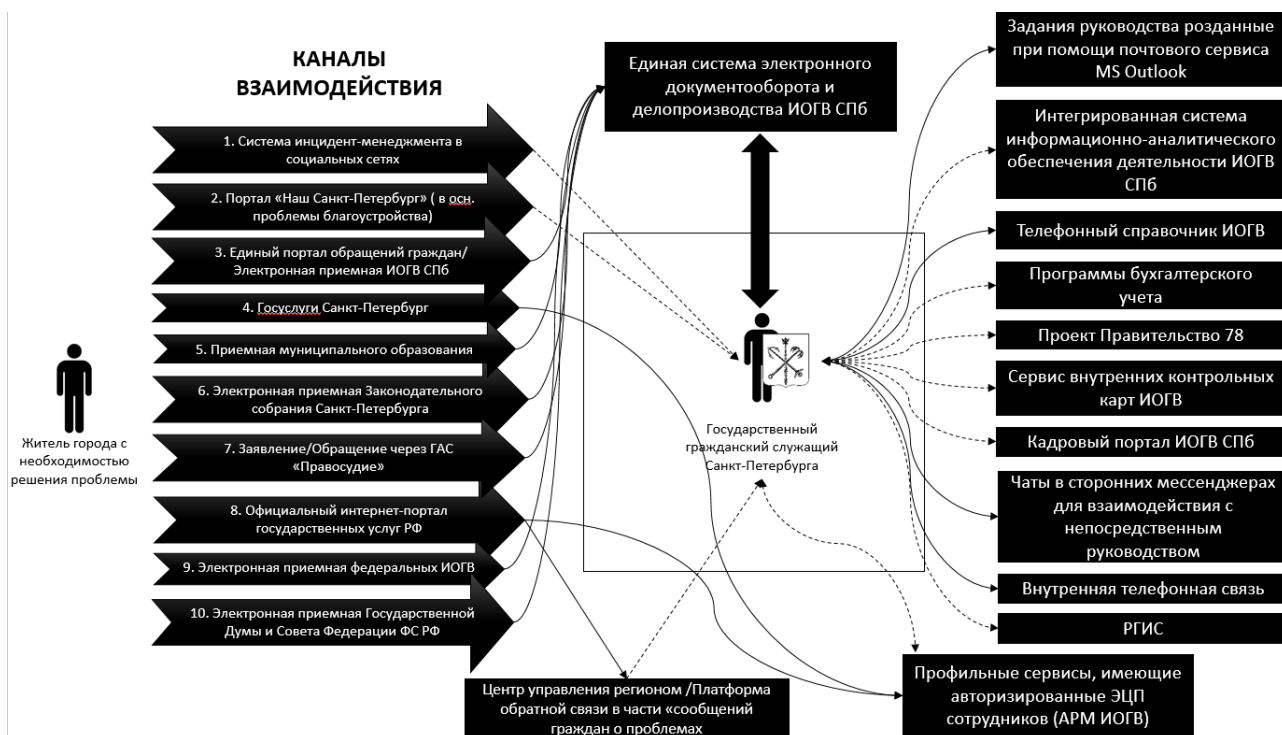 КАНАЛЫ
ВЗАИМОДЕЙСТВИЯ
1. Система инцидент-менеджмента в
социальных сетях
2. Портал «Наш Санкт-Петербург» ( в осн.
проблемы благоустройства)
3. Единый портал обращений граждан/
Электронная приемная ИОГВ СПб
4. Госуслуги Санкт-Петербург
5. Приемная муниципального образования
6. Электронная приемная Законодательного
собрания Санкт-Петербурга
7. Заявление/Обращение через ГАС
«Правосудие»
8. Официальный интернет-портал
государственных услуг РФ
9. Электронная приемная федеральных ИОГВ
10. Электронная приемная Государственной
Думы и Совета Федерации ФС РФ
Житель города с
необходимостью
решения проблемы
Единая система электронного
документооборота и
делопроизводства ИОГВ СПб
Государственный
гражданский служащий
Санкт-Петербурга
Центр управления регионом /Платформа
обратной связи в части «сообщений
граждан о проблемах
Задания руководства розданные
при помощи почтового сервиса
MS Outlook
Интегрированная система
информационно-аналитического
обеспечения деятельности ИОГВ
СПб
Телефонный справочник ИОГВ
Программы бухгалтерского
учета
Проект Правительство 78
Сервис внутренних контрольных
карт ИОГВ
Кадровый портал ИОГВ СПб
Чаты в сторонних мессенджерах
для взаимодействия с
непосредственным
руководством
Внутренняя телефонная связь
РГИС
Профильные сервисы, имеющие
авторизированные ЭЦП
сотрудников (АРМ ИОГВ)